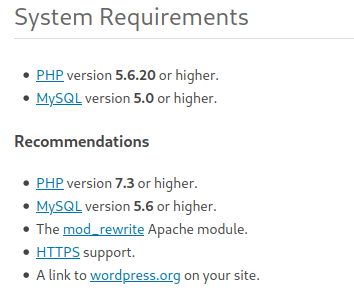 System Requirements
PHP version 5.6.20 or higher.
MySQL version 5.0 or higher.
Recommendations
PHP version 7.3 or higher.
MySQL version 5.6 or higher.
The mod_rewrite Apache module.
HTTPS support.
A link to wordpress.org on your site.